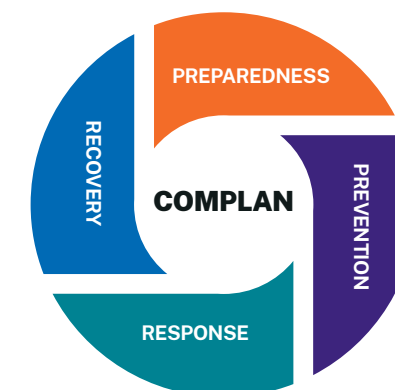 PREPAREDNESS
RECOVERY
COMPLAN
PREVENTION
RESPONSE